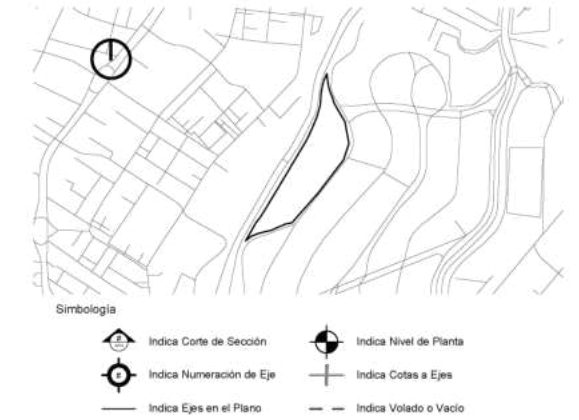 Simbología
Indica Corte de Sección
Indica Nivel de Planta
Indica Numeración de Eje
Indica Cotas a Ejes
Indica Ejes en el Plano
Indica Volado o Vacío